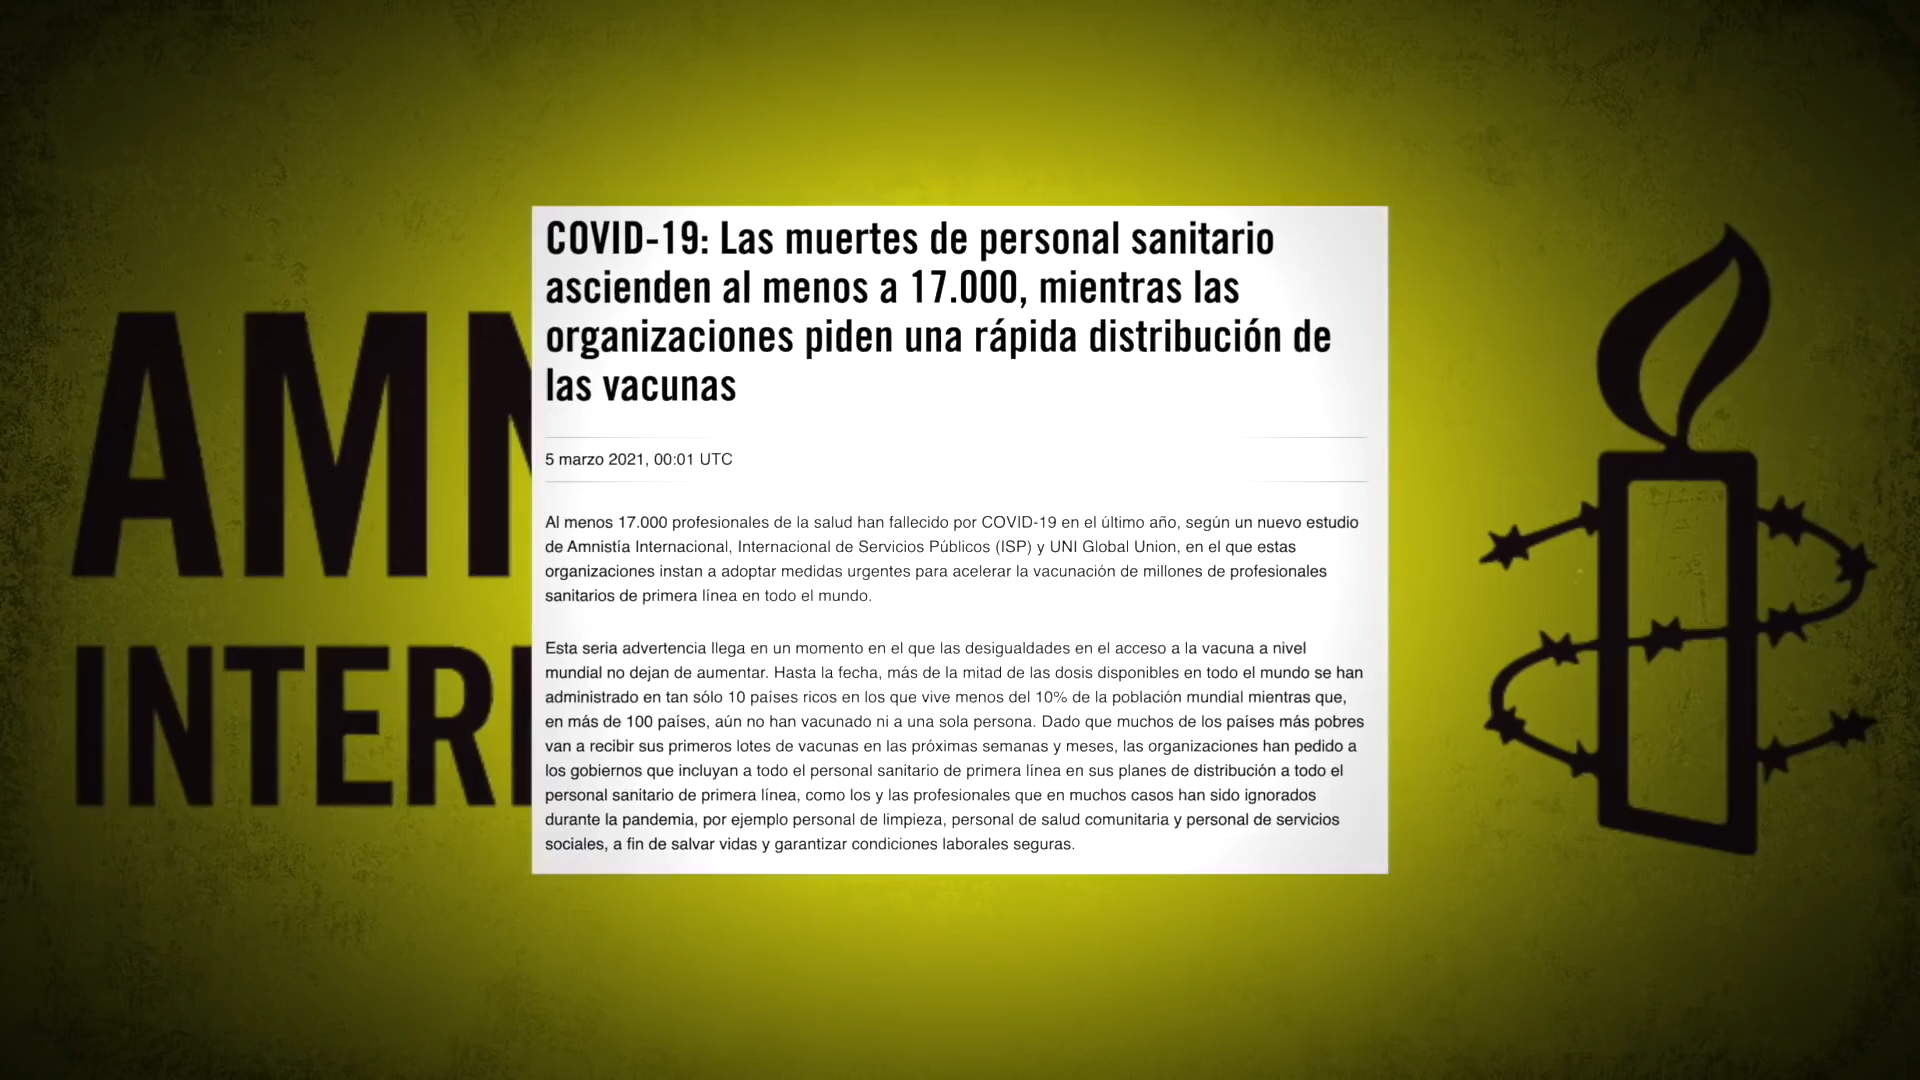 COVID-19: Las muertes de personal sanitario
ascienden al menos a 17.000, mientras las
organizaciones piden una rápida distribución de
las vacunas
5 marzo 2021, 00:01 UTC
Al menos 17.000 profesionales de la salud han fallecido por COVID-19 en el último año, según un nuevo estudio
de Amnistía Internacional, Internacional de Servicios Públicos (ISP) y UNI Global Union, en el que estas
organizaciones instan a adoptar medidas urgentes para acelerar la vacunación de millones de profesionales
sanitarios de primera línea en todo el mundo.
Esta seria advertencia llega en un momento en el que las desigualdades en el acceso a la vacuna a nivel
mundial no dejan de aumentar. Hasta la fecha, más de la mitad de las dosis disponibles en todo el mundo se han
administrado en tan sólo 10 países ricos en los que vive menos del 10% de la población mundial mientras que,
en más de 100 países, aún no han vacunado ni a una sola persona. Dado que muchos de los países más pobres
van a recibir sus primeros lotes de vacunas en las próximas semanas y meses, las organizaciones han pedido a
los gobiernos que incluyan a todo el personal sanitario de primera línea en sus planes de distribución a todo el
personal sanitario de primera línea, como los y las profesionales que en muchos casos han sido ignorados
durante la pandemia, por ejemplo personal de limpieza, personal de salud comunitaria y personal de servicios
sociales, a fin de salvar vidas y garantizar condiciones laborales seguras.
AMN
INTER